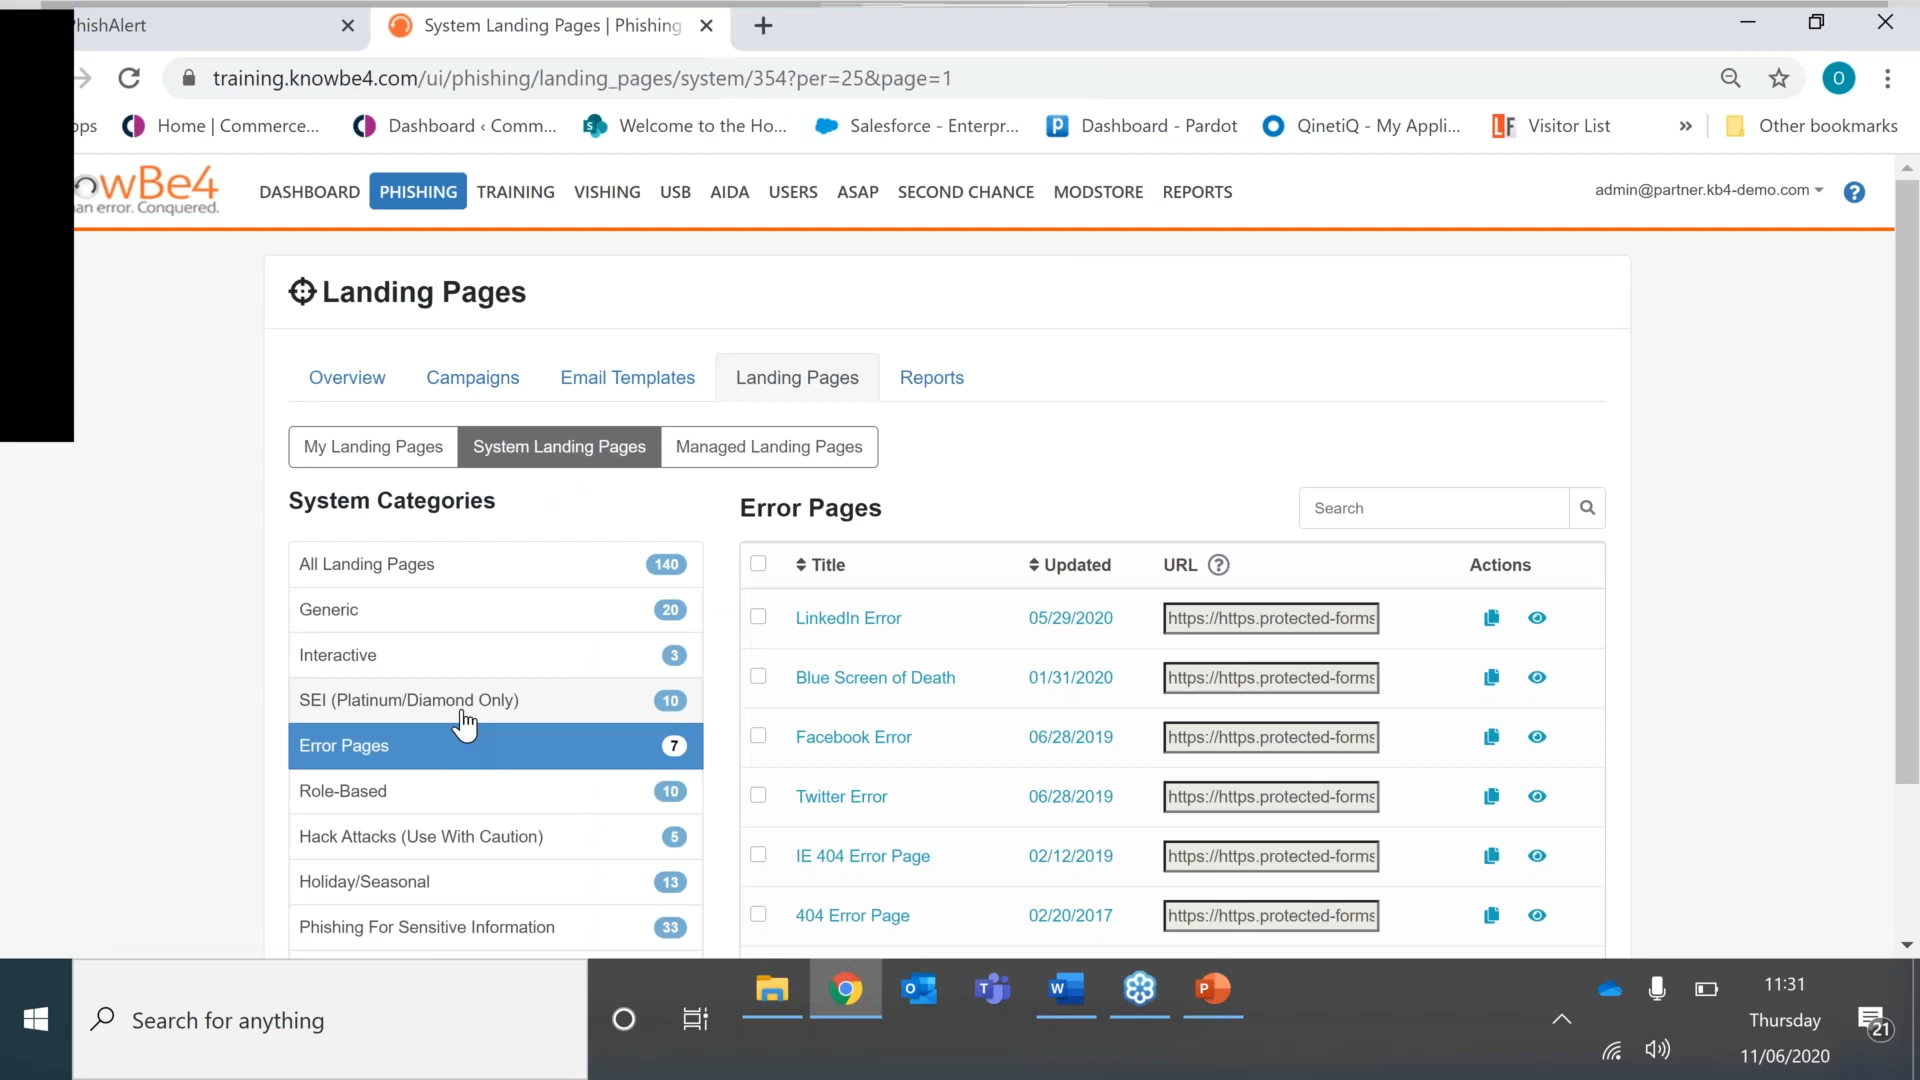 hishAlert
System Landing Pages | Phishing
training.knowbe4.com/ui/phishing/landing_pages/system/354?per=25&page=1
O
ops
Home | Commerce...
Dashboard ‹ Comm...
Welcome to the Ho...
Salesforce - Enterpr...
Dashboard - Pardot
QinetiQ - My Appli...
Visitor List
»
Other bookmarks
owBe4
an error. Conquered.
DASHBOARD PHISHING TRAINING VISHING USB AIDA USERS ASAP SECOND CHANCE MODSTORE REPORTS
admin@partner.kb4-demo.com
?
Landing Pages
Overview Campaigns Email Templates Landing Pages Reports
My Landing Pages System Landing Pages Managed Landing Pages
System Categories
All Landing Pages 140
Generic 20
Interactive 3
SEI (Platinum/Diamond Only) 10
Error Pages 7
Role-Based 10
Hack Attacks (Use With Caution) 5
Holiday/Seasonal 13
Phishing For Sensitive Information 33
Error Pages
Search
Title Updated URL ? Actions
LinkedIn Error 05/29/2020 https://https.protected-forms
Blue Screen of Death 01/31/2020 https://https.protected-forms
Facebook Error 06/28/2019 https://https.protected-forms
Twitter Error 06/28/2019 https://https.protected-forms
IE 404 Error Page 02/12/2019 https://https.protected-forms
404 Error Page 02/20/2017 https://https.protected-forms
Search for anything
11:31
Thursday
11/06/2020
21